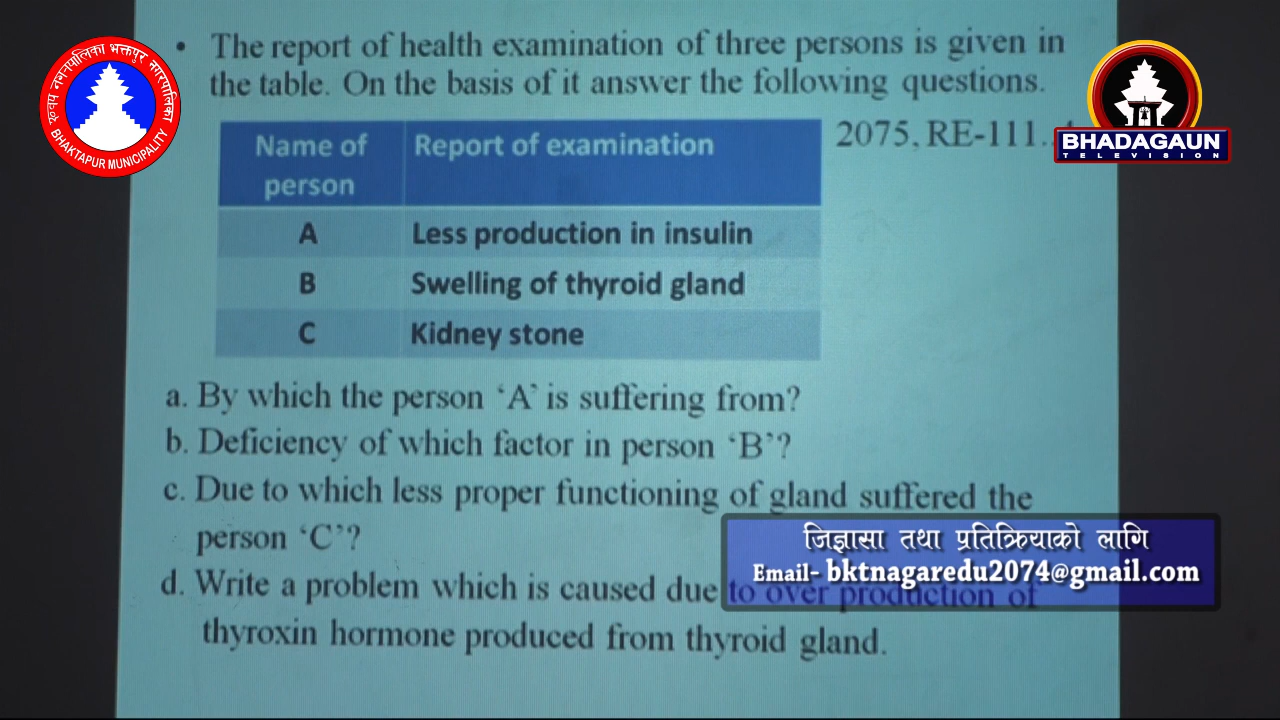 • The report of health examination of three persons is given in
the table. On the basis of it answer the following questions.
2075, RE-111..
Name of person
Report of examination
A Less production in insulin
B Swelling of thyroid gland
C Kidney stone
a. By which the person ‘A’ is suffering from?
b. Deficiency of which factor in person ‘B’?
c. Due to which less proper functioning of gland suffered the
person ‘C’?
d. Write a problem which is caused due to over production of
thyroxin hormone produced from thyroid gland.
जिज्ञासा तथा प्रतिक्रियाको लागि
Email- bktnagaredu2074@gmail.com
भक्तपुर नगरपालिका
BHAKTAPUR MUNICIPALITY
BHADAGAUN
TELEVISION